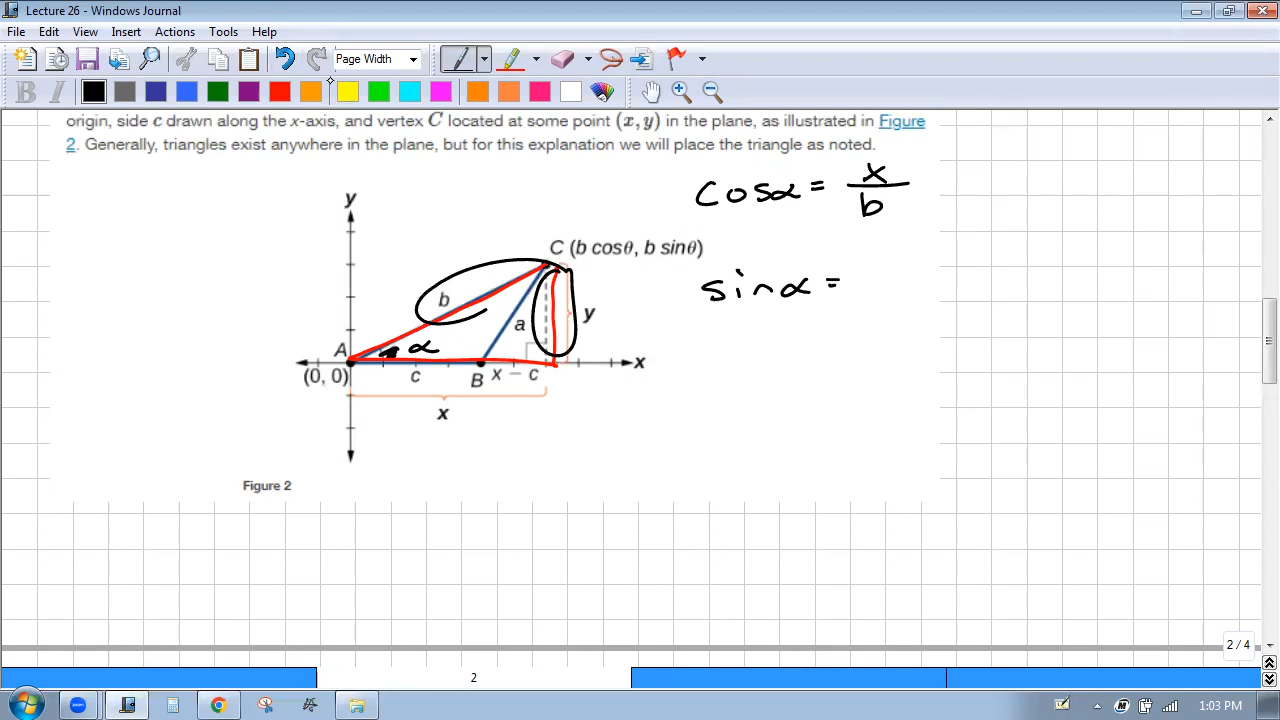 Lecture 26 - Windows Journal
File Edit View Insert Actions Tools Help
Page Width
B I
origin, side c drawn along the x-axis, and vertex C located at some point (x, y) in the plane, as illustrated in Figure
2. Generally, triangles exist anywhere in the plane, but for this explanation we will place the triangle as noted.
cosα = x/b
y
C (b cosθ, b sinθ)
sinα =
b
y
a
A
α
x
(0, 0)
c
B
x − c
x
Figure 2
2 / 4
2
1:03 PM